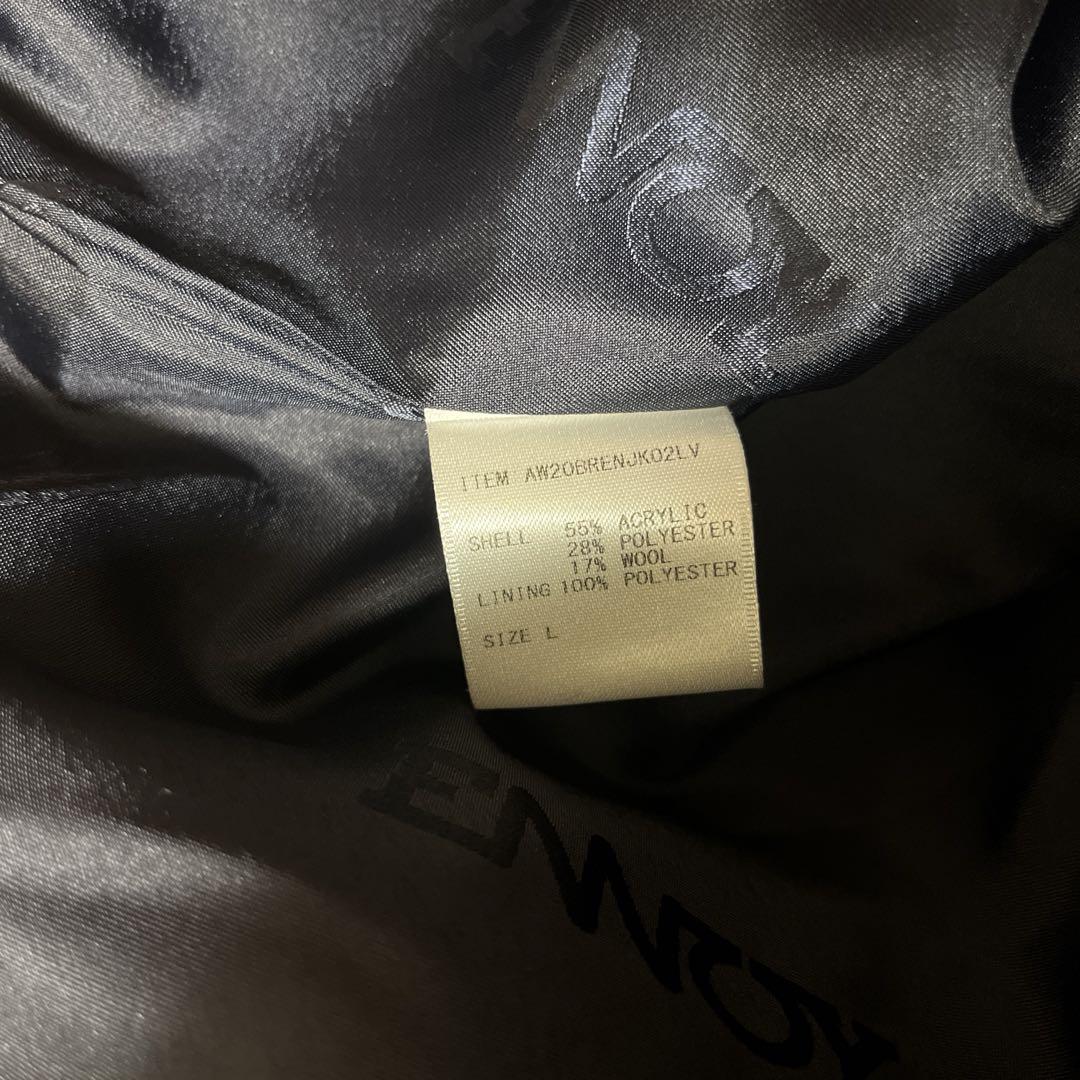 ITEM AW20BRENJK02LV
SHELL 55% ACRYLIC
28% POLYESTER
17% WOOL
LINING 100% POLYESTER
SIZE L